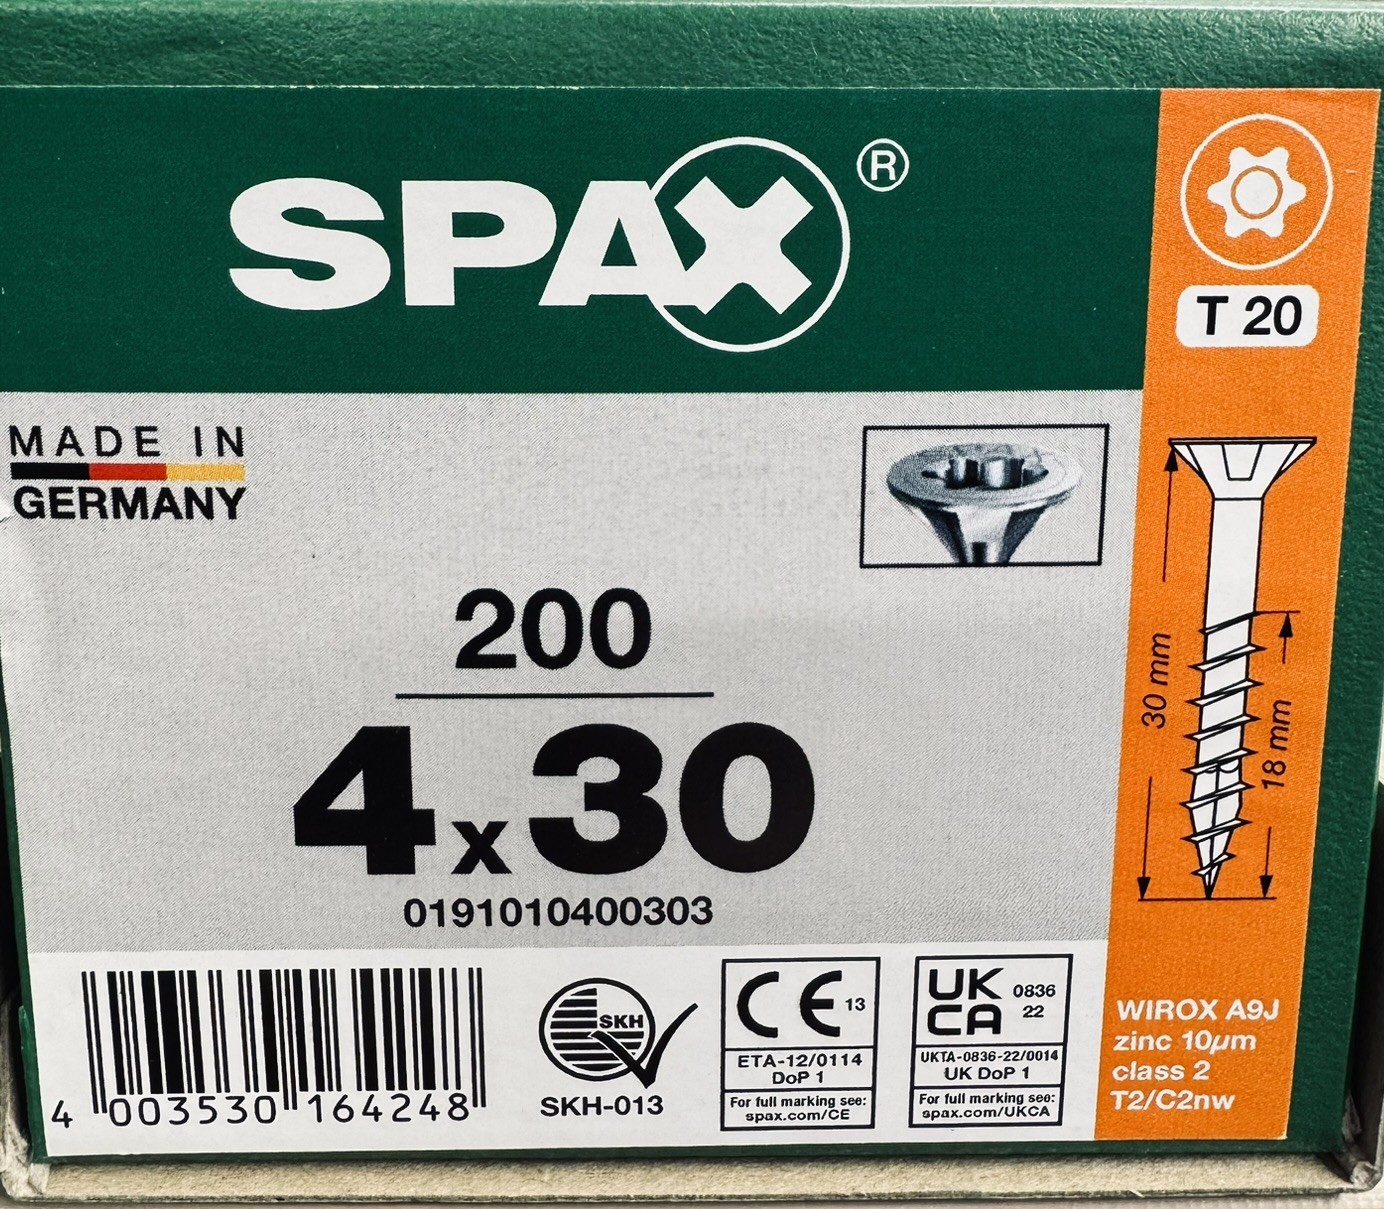 SPAX®
T 20
MADE IN
GERMANY
200
4x30
0191010400303
30 mm
18 mm
4 003530 164248
SKH
SKH-013
CE 13
ETA-12/0114
DoP 1
For full marking see:
spax.com/CE
UK
CA
0836
22
UKTA-0836-22/0014
UK DoP 1
For full marking see:
spax.com/UKCA
WIROX A9J
zinc 10µm
class 2
T2/C2nw